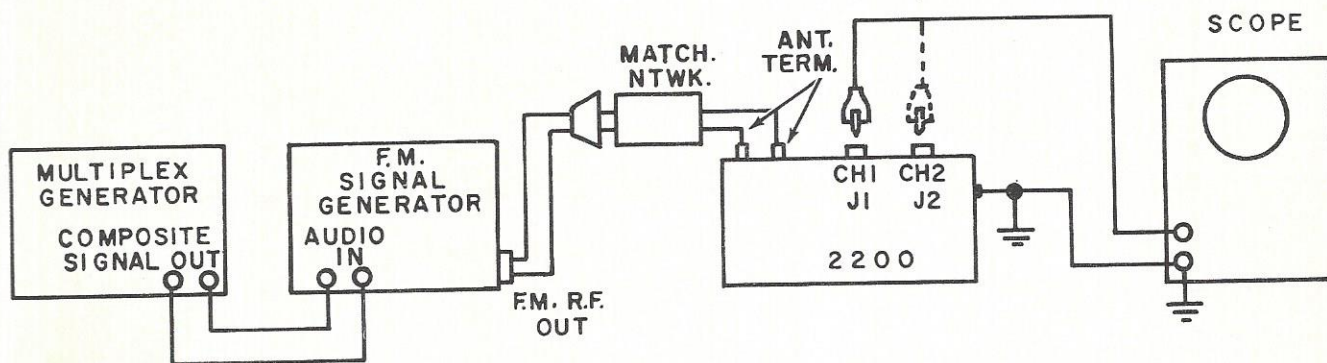 MULTIPLEX
GENERATOR
COMPOSITE
SIGNAL OUT
F.M.
SIGNAL
GENERATOR
AUDIO
IN
F.M. R.F.
OUT
MATCH.
NTWK.
ANT.
TERM.
CH1 CH2
J1 J2
2200
SCOPE